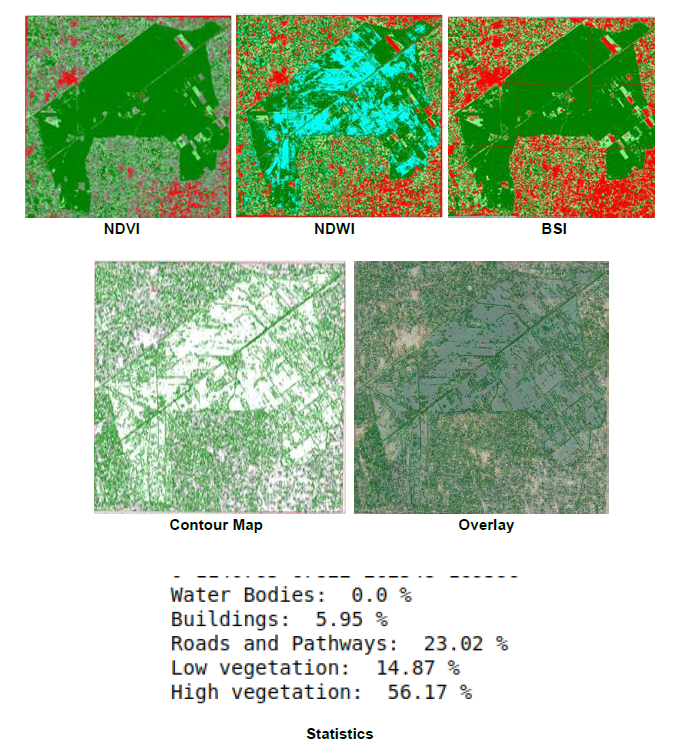 NDVI
NDWI
BSI
Contour Map
Overlay
Water Bodies:  0.0 %
Buildings:  5.95 %
Roads and Pathways:  23.02 %
Low vegetation:  14.87 %
High vegetation:  56.17 %
Statistics